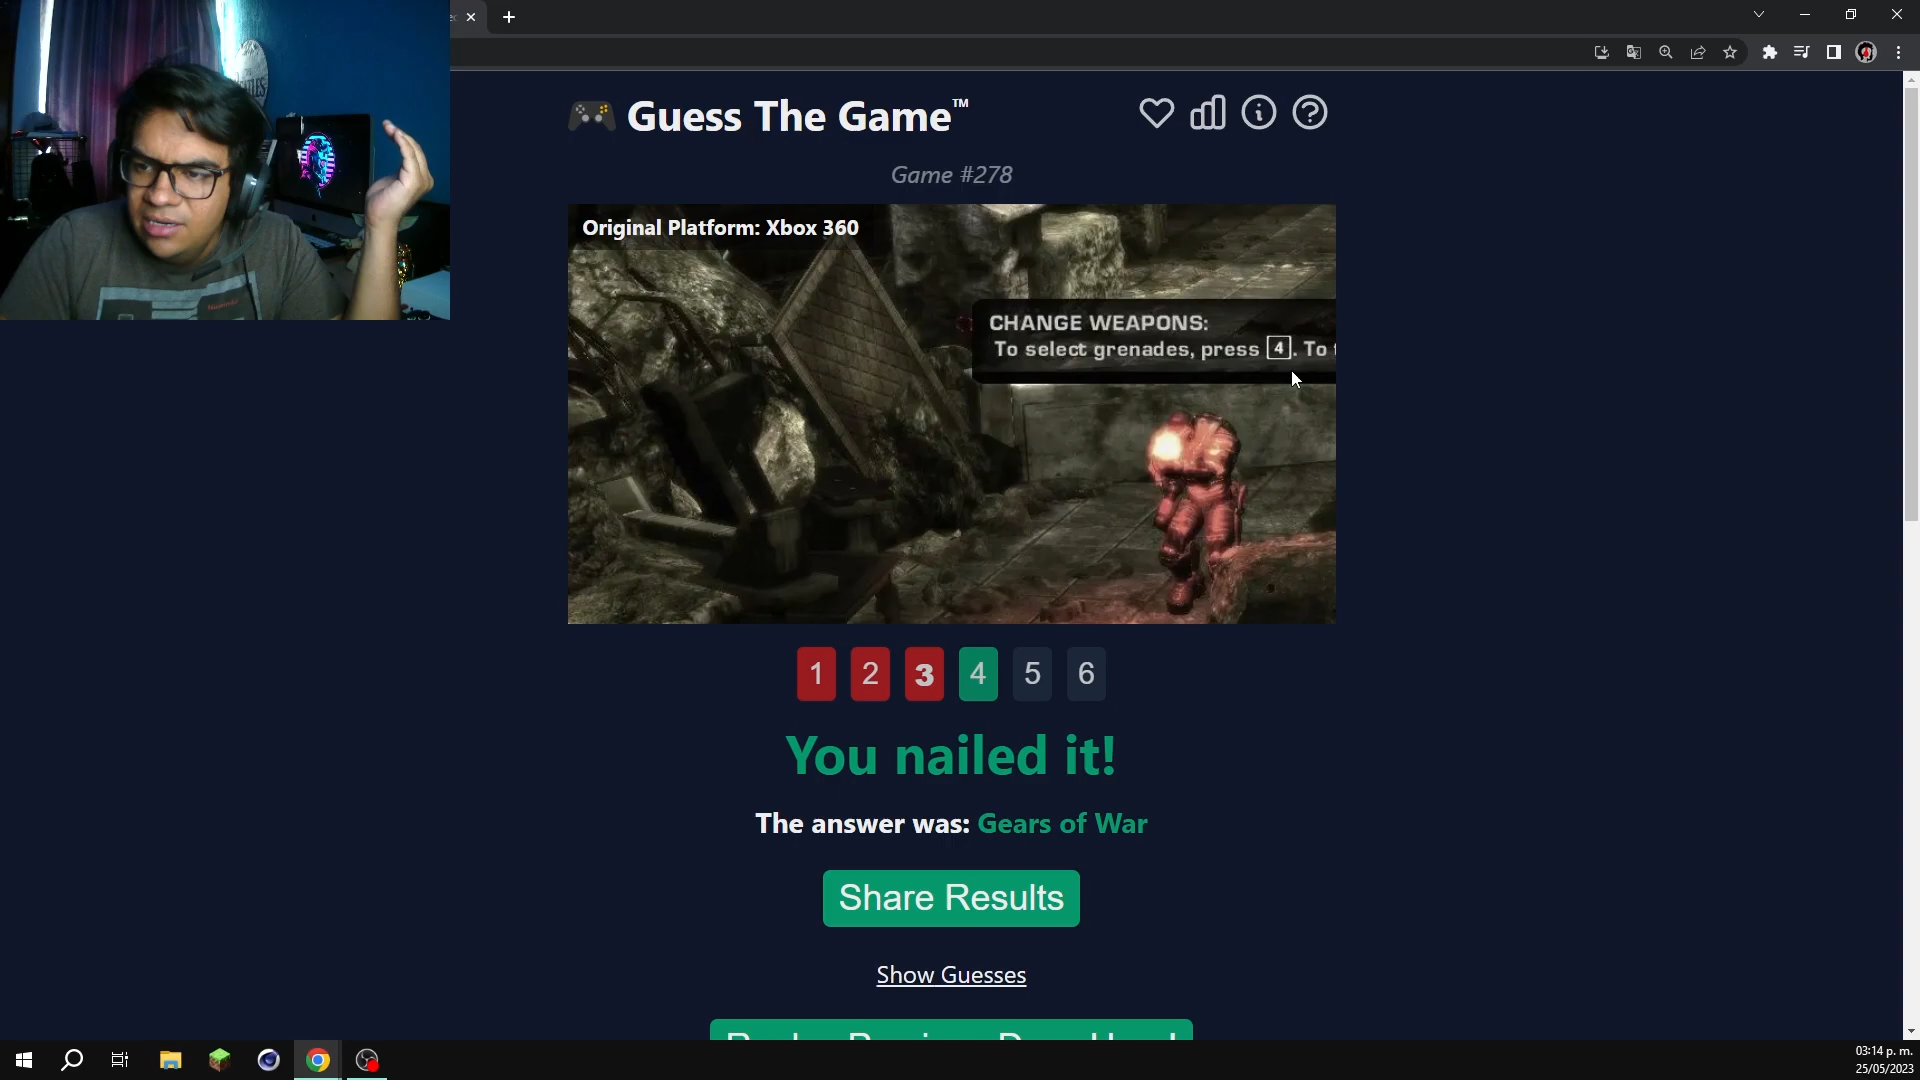 Guess The Game™
Game #278
Original Platform: Xbox 360
CHANGE WEAPONS:
To select grenades, press 4. To
1 2 3 4 5 6
You nailed it!
The answer was: Gears of War
Share Results
Show Guesses
03:14 p. m.
25/05/2023